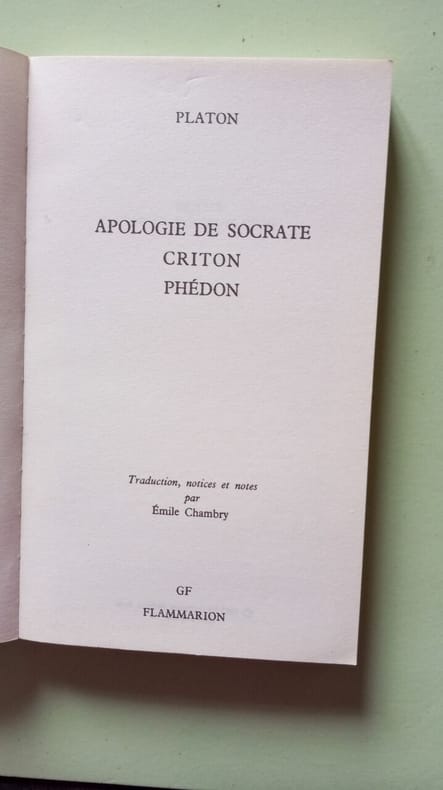 PLATON
APOLOGIE DE SOCRATE
CRITON
PHÉDON
Traduction, notices et notes
par
Émile Chambry
GF
FLAMMARION